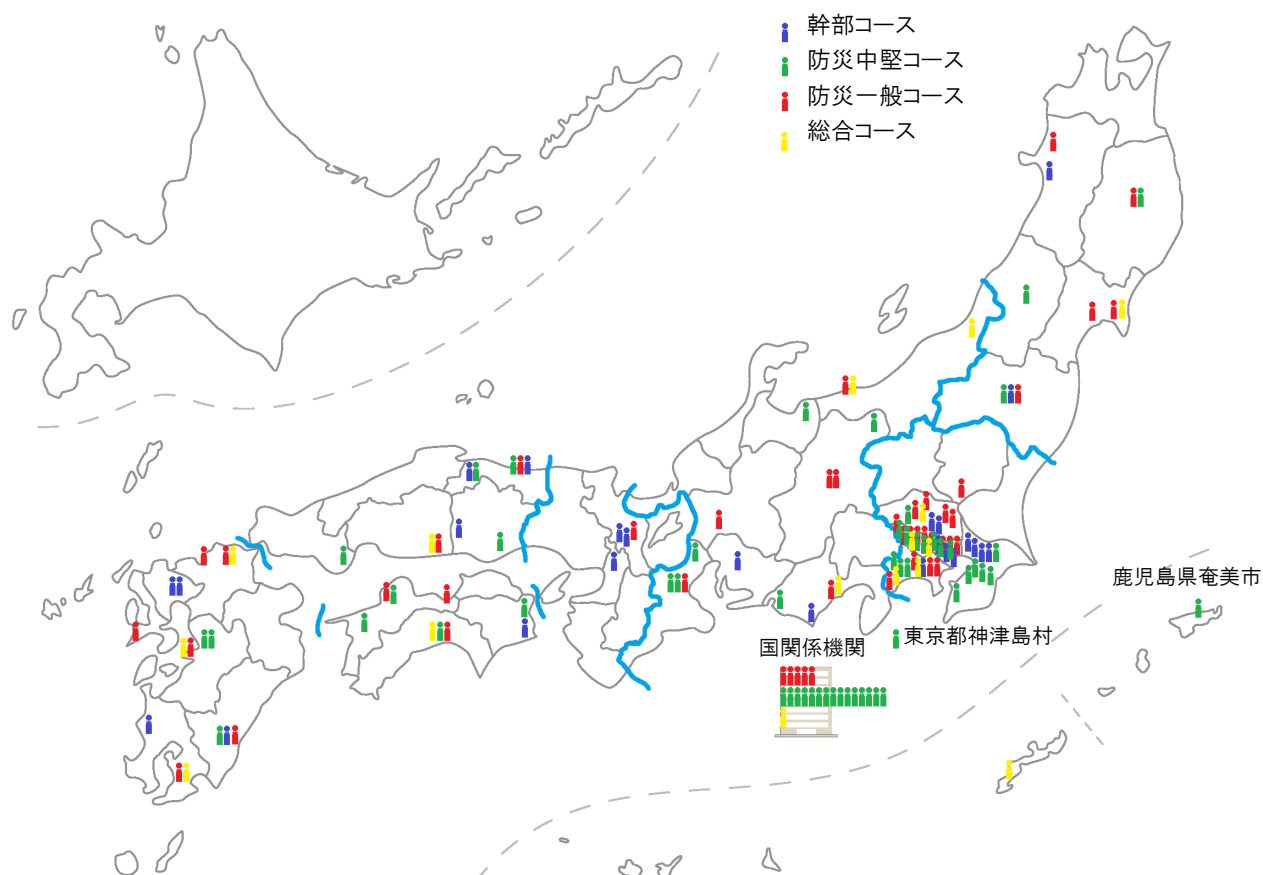 幹部コース
防災中堅コース
防災一般コース
総合コース
鹿児島県奄美市
東京都神津島村
国関係機関